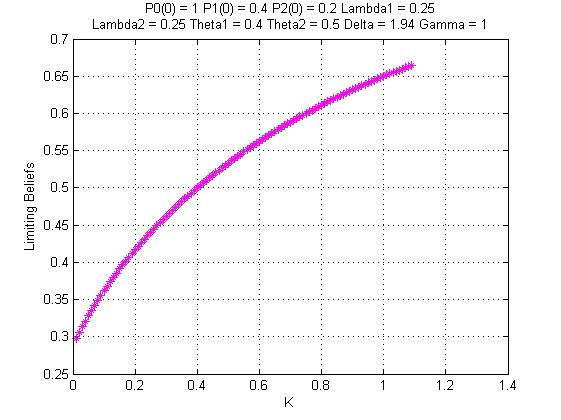 P0(0) = 1 P1(0) = 0.4 P2(0) = 0.2 Lambda1 = 0.25
Lambda2 = 0.25 Theta1 = 0.4 Theta2 = 0.5 Delta = 1.94 Gamma = 1
0.7
0.65
0.6
0.55
0.5
0.45
0.4
0.35
0.3
0.25
Limiting Beliefs
0 0.2 0.4 0.6 0.8 1 1.2 1.4
K